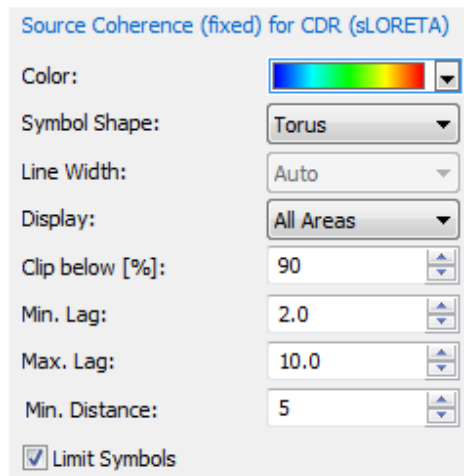 Source Coherence (fixed) for CDR (sLORETA)
Color:
Symbol Shape: Torus
Line Width: Auto
Display: All Areas
Clip below [%]: 90
Min. Lag: 2.0
Max. Lag: 10.0
Min. Distance: 5
Limit Symbols